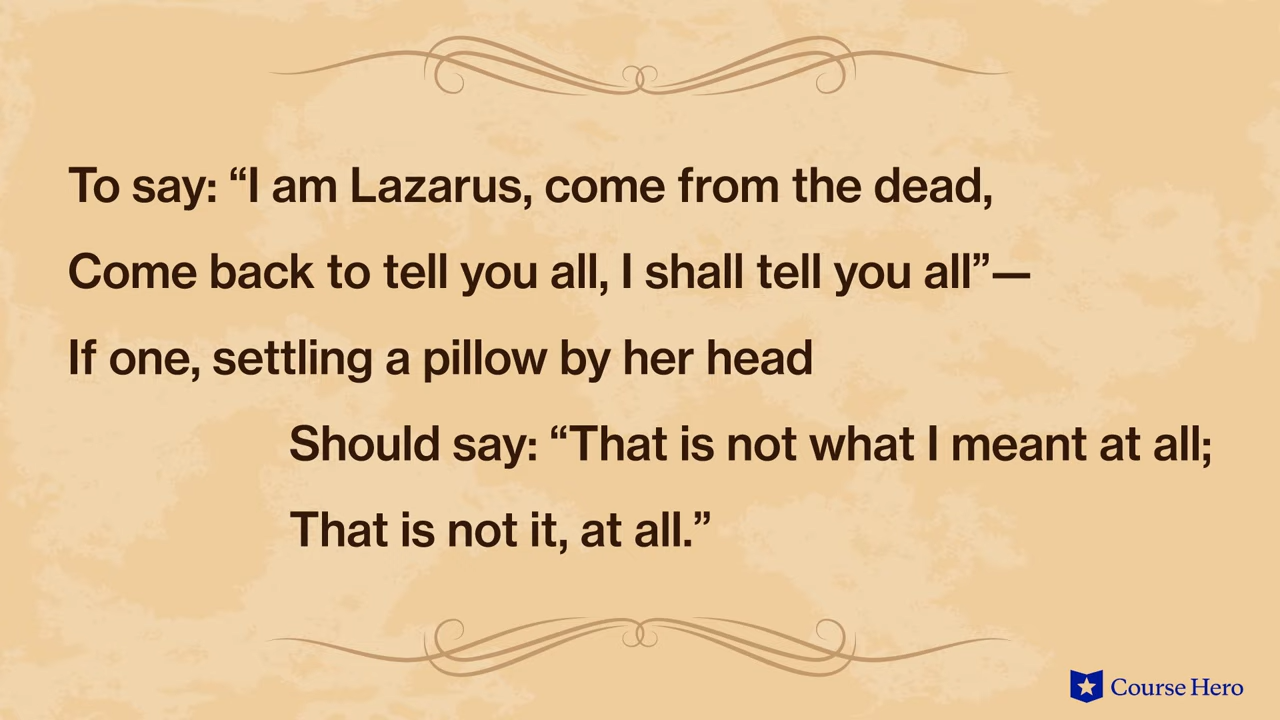 To say: “I am Lazarus, come from the dead,
Come back to tell you all, I shall tell you all”—
If one, settling a pillow by her head
Should say: “That is not what I meant at all;
That is not it, at all.”
Course Hero